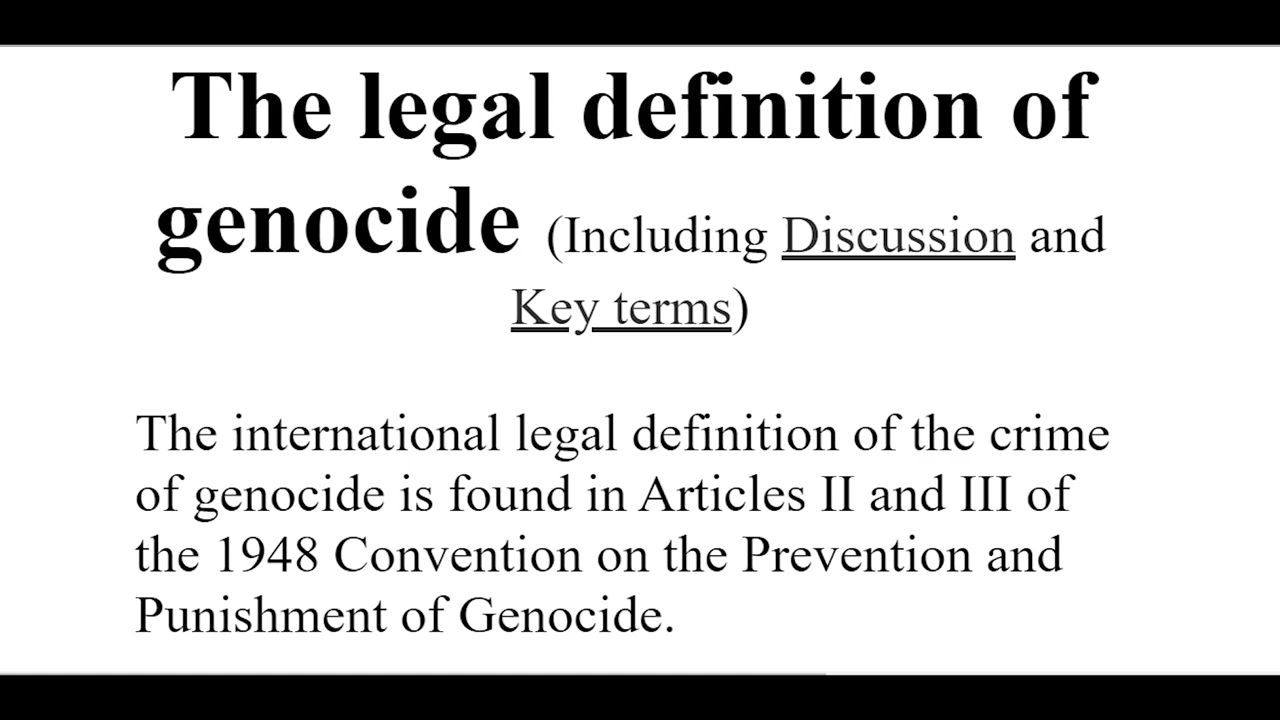 The legal definition of
genocide (Including Discussion and
Key terms)
The international legal definition of the crime
of genocide is found in Articles II and III of
the 1948 Convention on the Prevention and
Punishment of Genocide.